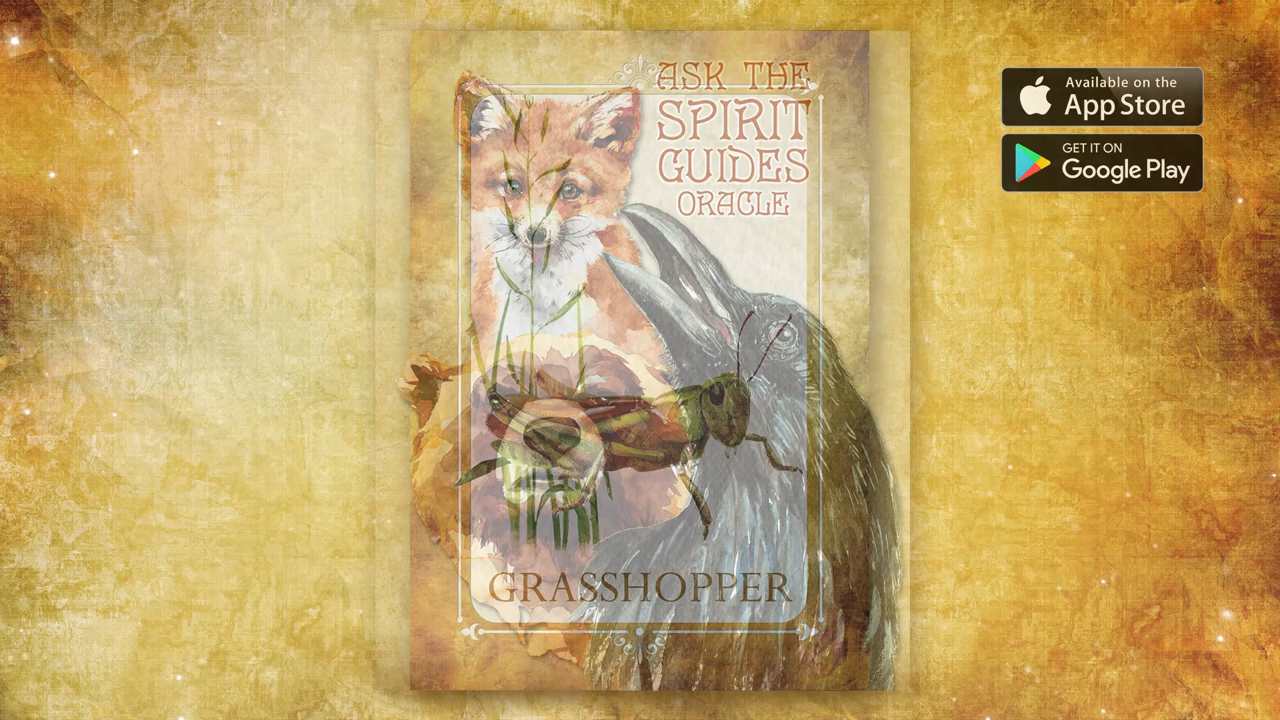 ASK THE
SPIRIT
GUIDES
ORACLE
GRASSHOPPER
Available on the
App Store
GET IT ON
Google Play